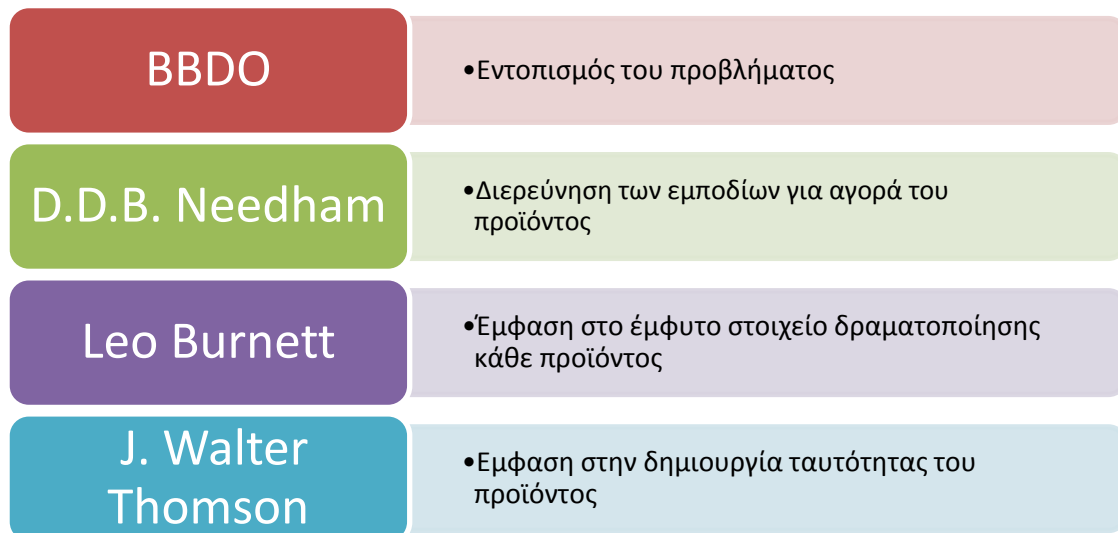 BBDO
•Εντοπισμός του προβλήματος
D.D.B. Needham
•Διερεύνηση των εμποδίων για αγορά του
προϊόντος
Leo Burnett
•Έμφαση στο έμφυτο στοιχείο δραματοποίησης
κάθε προϊόντος
J. Walter
Thomson
•Εμφαση στην δημιουργία ταυτότητας του
προϊόντος